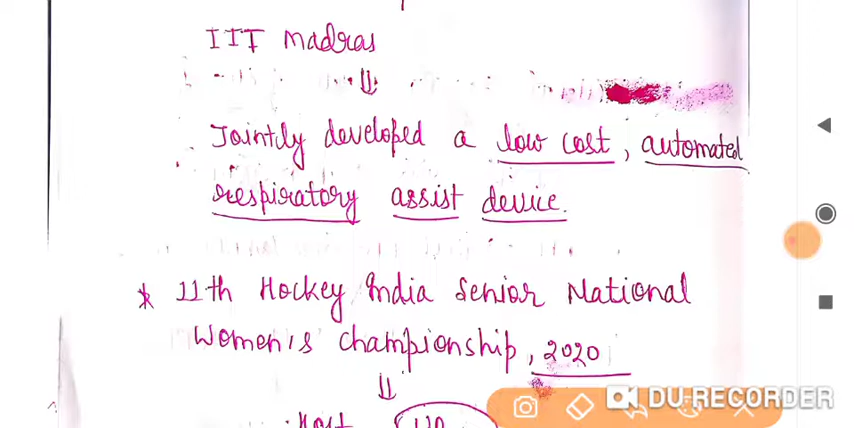 IIT Madras
⇓
Jointly developed a low cost, automated
respiratory assist device.
* 11th Hockey India Senior National
Women's Championship, 2020
⇓
DU-RECORDER
Host